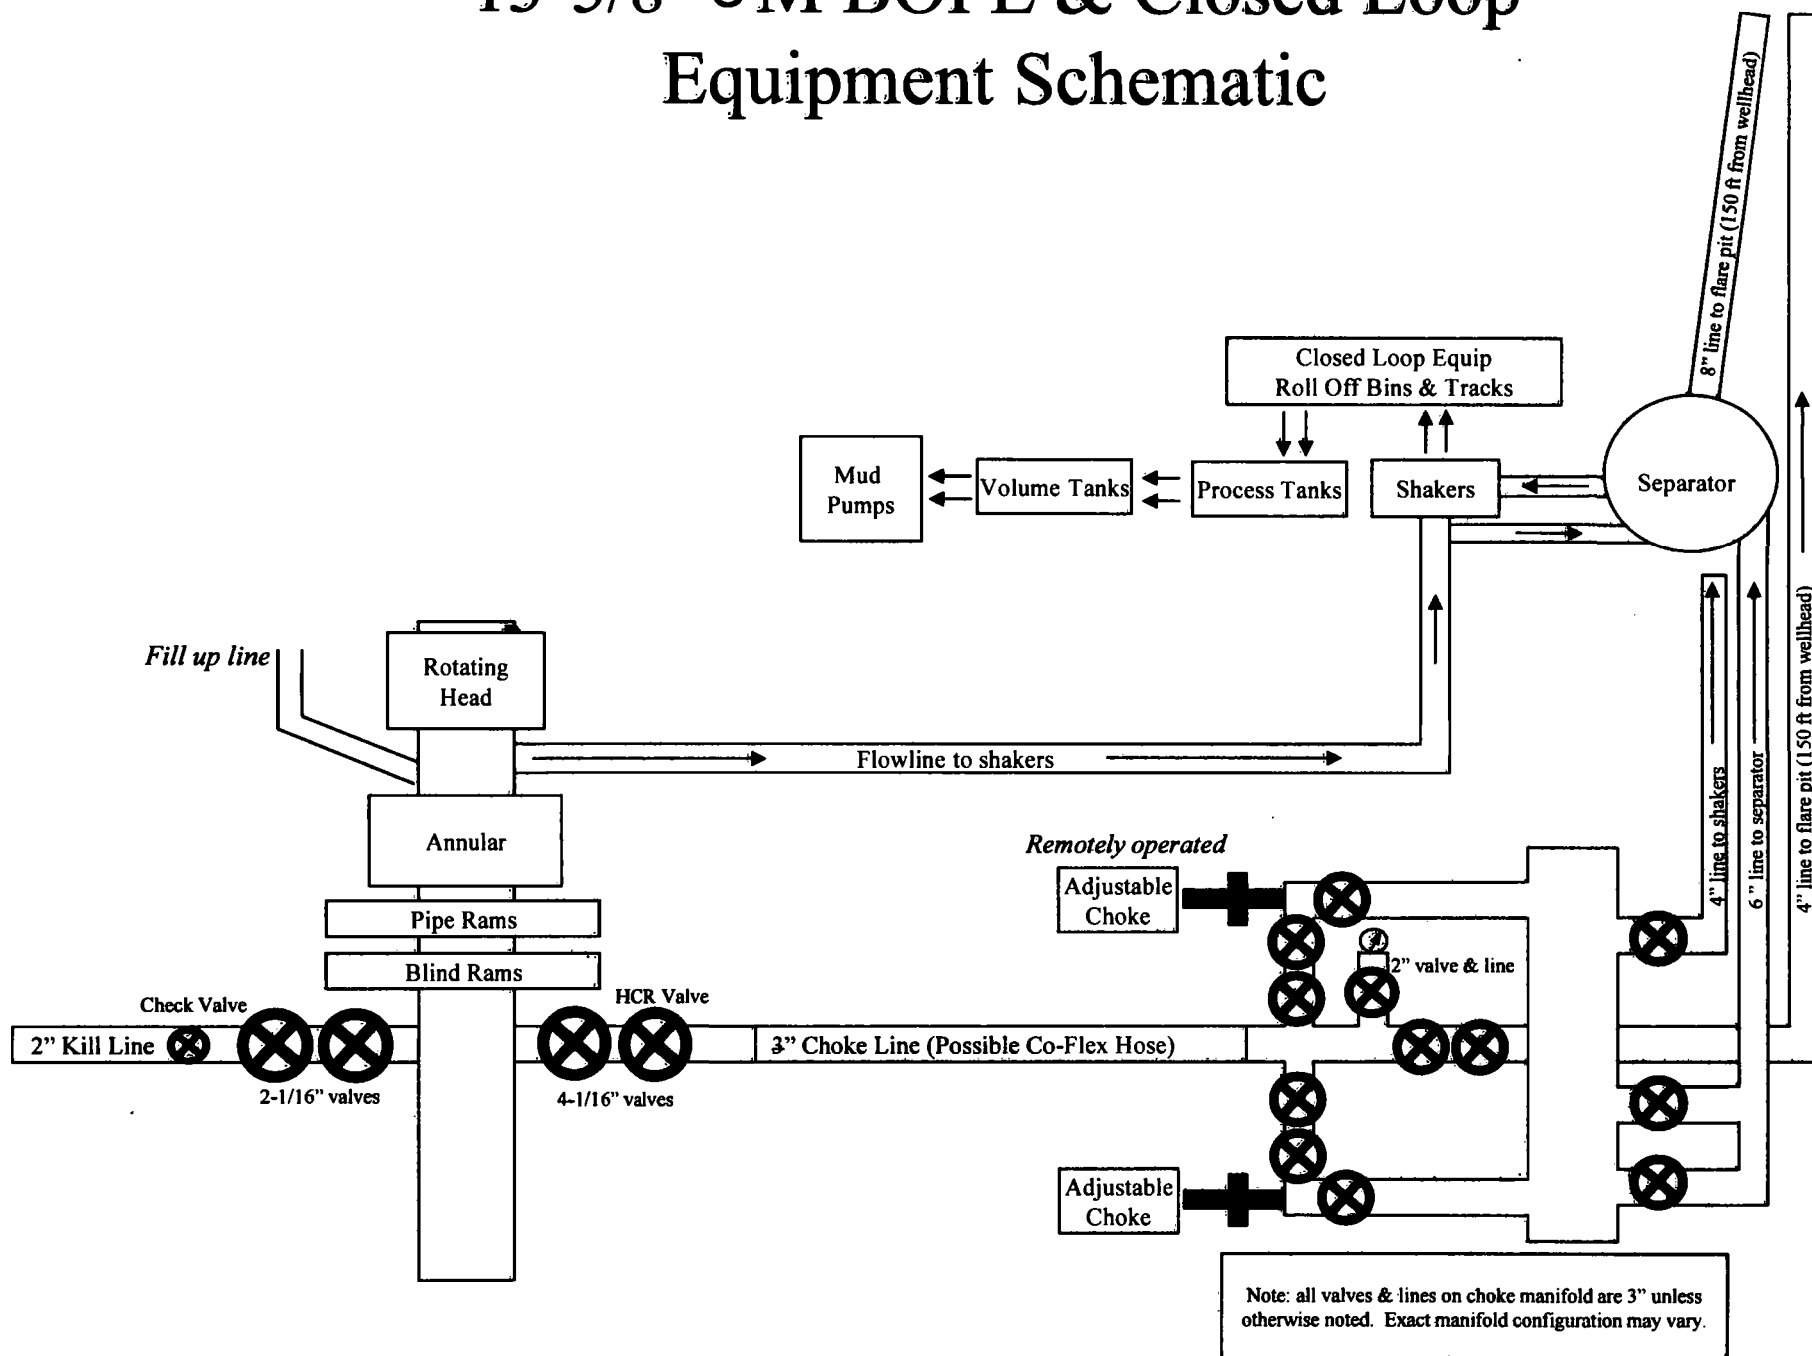 & Closed Loop
Equipment Schematic
8” line to flare pit (150 ft from wellhead)
Closed Loop Equip
Roll Off Bins & Tracks
Mud
Pumps
Volume Tanks
Process Tanks
Shakers
Separator
Fill up line
Rotating
Head
Flowline to shakers
Annular
Pipe Rams
Blind Rams
Check Valve
HCR Valve
2” Kill Line
3” Choke Line (Possible Co-Flex Hose)
2-1/16” valves
4-1/16” valves
Remotely operated
Adjustable
Choke
2” valve & line
Adjustable
Choke
4” line to shakers
6” line to separator
4” line to flare pit (150 ft from wellhead)
Note: all valves & lines on choke manifold are 3” unless
otherwise noted. Exact manifold configuration may vary.